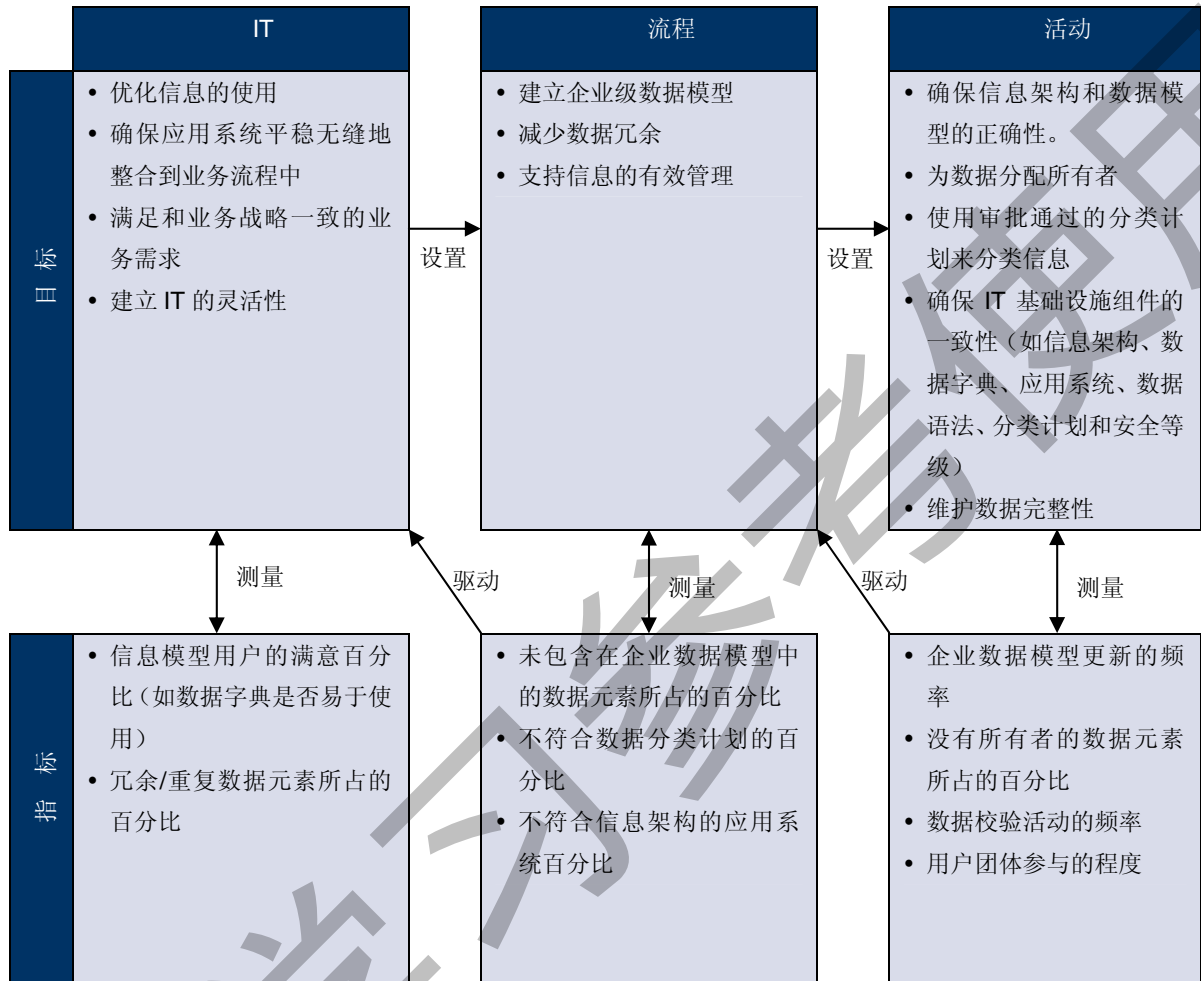 IT
流程
活动
目标
• 优化信息的使用
• 确保应用系统平稳无缝地
整合到业务流程中
• 满足和业务战略一致的业
务需求
• 建立 IT 的灵活性
设置
• 建立企业级数据模型
• 减少数据冗余
• 支持信息的有效管理
设置
• 确保信息架构和数据模
型的正确性。
• 为数据分配所有者
• 使用审批通过的分类计
划来分类信息
• 确保 IT 基础设施组件的
一致性（如信息架构、数
据字典、应用系统、数据
语法、分类计划和安全等
级）
• 维护数据完整性
测量
驱动
测量
驱动
测量
指标
• 信息模型用户的满意百分
比（如数据字典是否易于使
用）
• 冗余/重复数据元素所占的
百分比
• 未包含在企业数据模型中
的数据元素所占的百分比
• 不符合数据分类计划的百
分比
• 不符合信息架构的应用系
统百分比
• 企业数据模型更新的频
率
• 没有所有者的数据元素
所占的百分比
• 数据校验活动的频率
• 用户团体参与的程度
学习参考使用